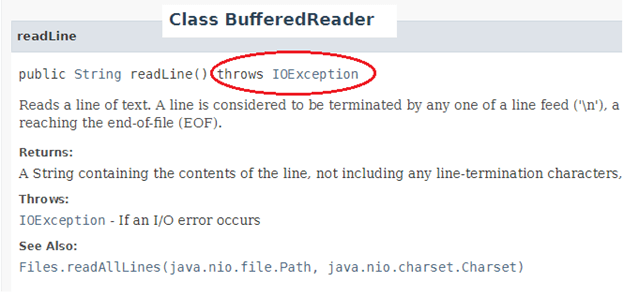 Class BufferedReader
readLine
public String readLine() throws IOException
Reads a line of text. A line is considered to be terminated by any one of a line feed ('\n'), a
reaching the end-of-file (EOF).
Returns:
A String containing the contents of the line, not including any line-termination characters,
Throws:
IOException - If an I/O error occurs
See Also:
Files.readAllLines(java.nio.file.Path, java.nio.charset.Charset)